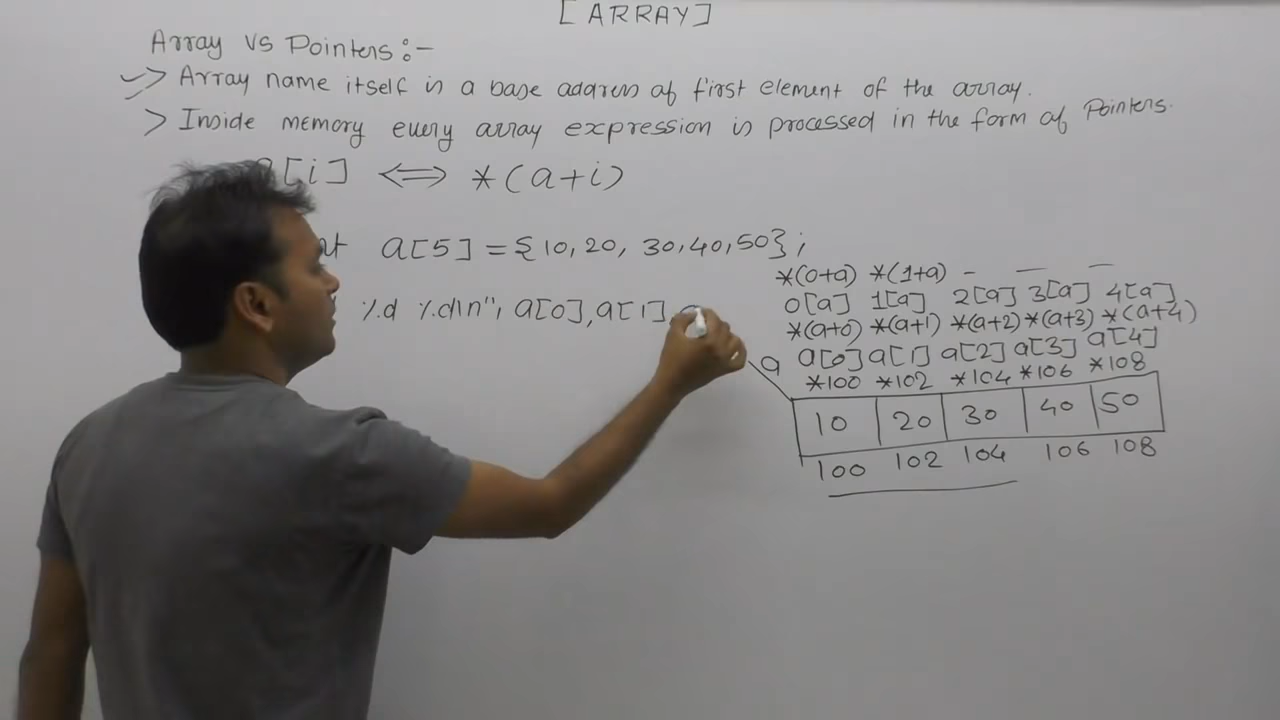 [ARRAY]
Array vs Pointers:-
> Array name itself is a base address of first element of the array.
> Inside memory every array expression is processed in the form of Pointers.
a[i] <=> *(a+i)
a[5] = {10, 20, 30, 40, 50};
%d %d\n", a[0], a[1]
*(0+a) *(1+a) - - -
0[a] 1[a] 2[a] 3[a] 4[a]
*(a+0) *(a+1) *(a+2) *(a+3) *(a+4)
a a[0] a[1] a[2] a[3] a[4]
*100 *102 *104 *106 *108
10 20 30 40 50
100 102 104 106 108